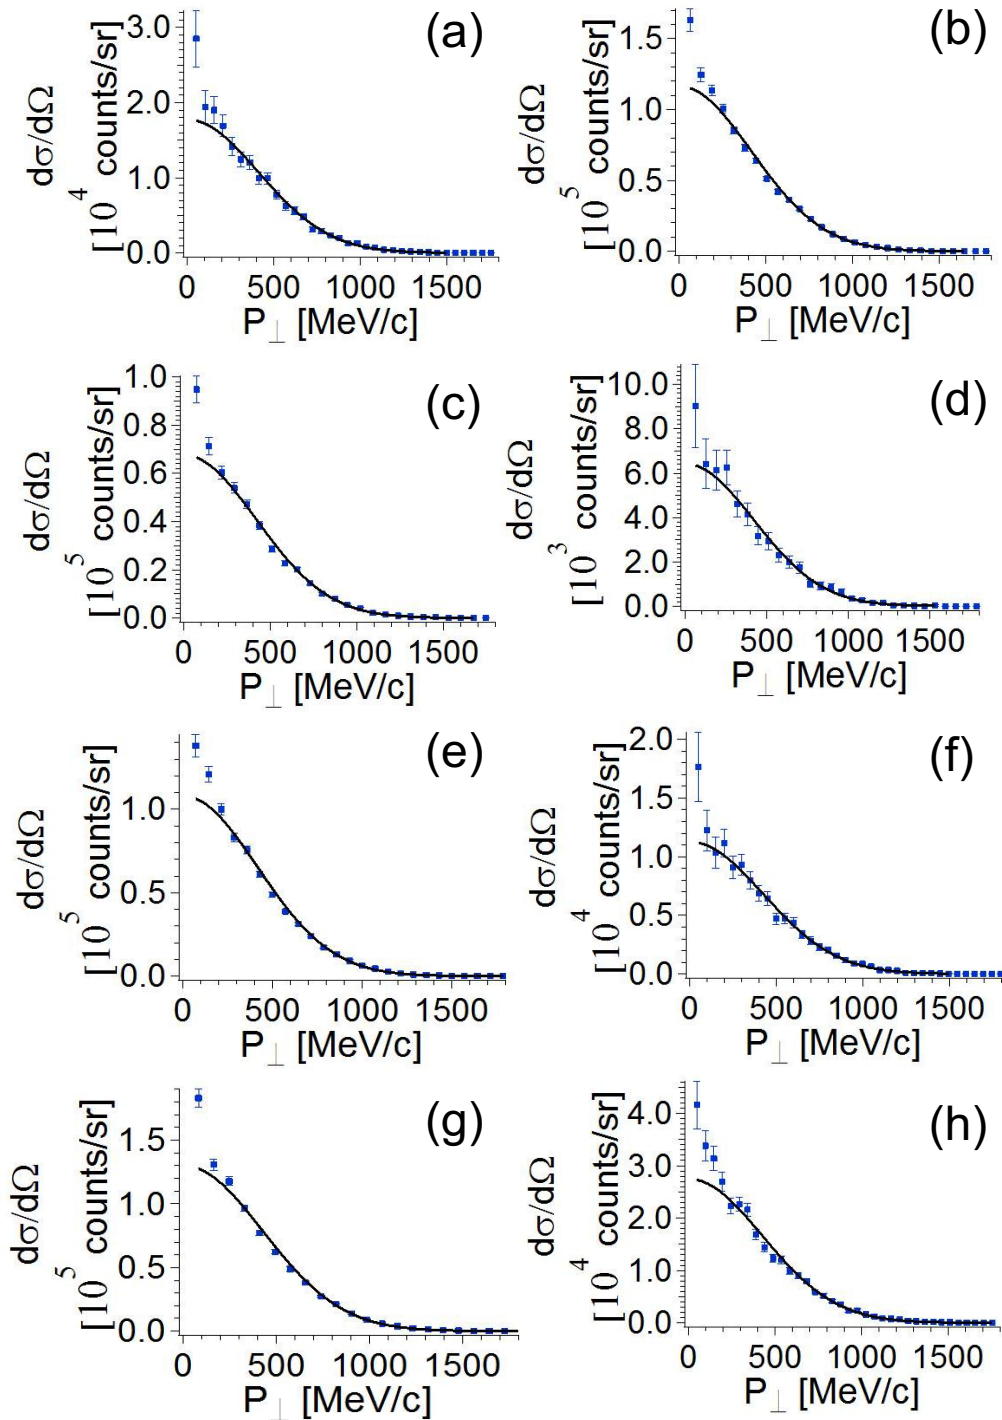 (a)
dσ/dΩ
[10^4 counts/sr]
3.0
2.0
1.0
0.0
0 500 1000 1500
P⊥ [MeV/c]
(b)
dσ/dΩ
[10^5 counts/sr]
1.5
1.0
0.5
0.0
0 500 1000 1500
P⊥ [MeV/c]
(c)
dσ/dΩ
[10^5 counts/sr]
1.0
0.8
0.6
0.4
0.2
0.0
0 500 1000 1500
P⊥ [MeV/c]
(d)
dσ/dΩ
[10^3 counts/sr]
10.0
8.0
6.0
4.0
2.0
0.0
0 500 1000 1500
P⊥ [MeV/c]
(e)
dσ/dΩ
[10^5 counts/sr]
1.0
0.5
0.0
0 500 1000 1500
P⊥ [MeV/c]
(f)
dσ/dΩ
[10^4 counts/sr]
2.0
1.5
1.0
0.5
0.0
0 500 1000 1500
P⊥ [MeV/c]
(g)
dσ/dΩ
[10^5 counts/sr]
1.5
1.0
0.5
0.0
0 500 1000 1500
P⊥ [MeV/c]
(h)
dσ/dΩ
[10^4 counts/sr]
4.0
3.0
2.0
1.0
0.0
0 500 1000 1500
P⊥ [MeV/c]